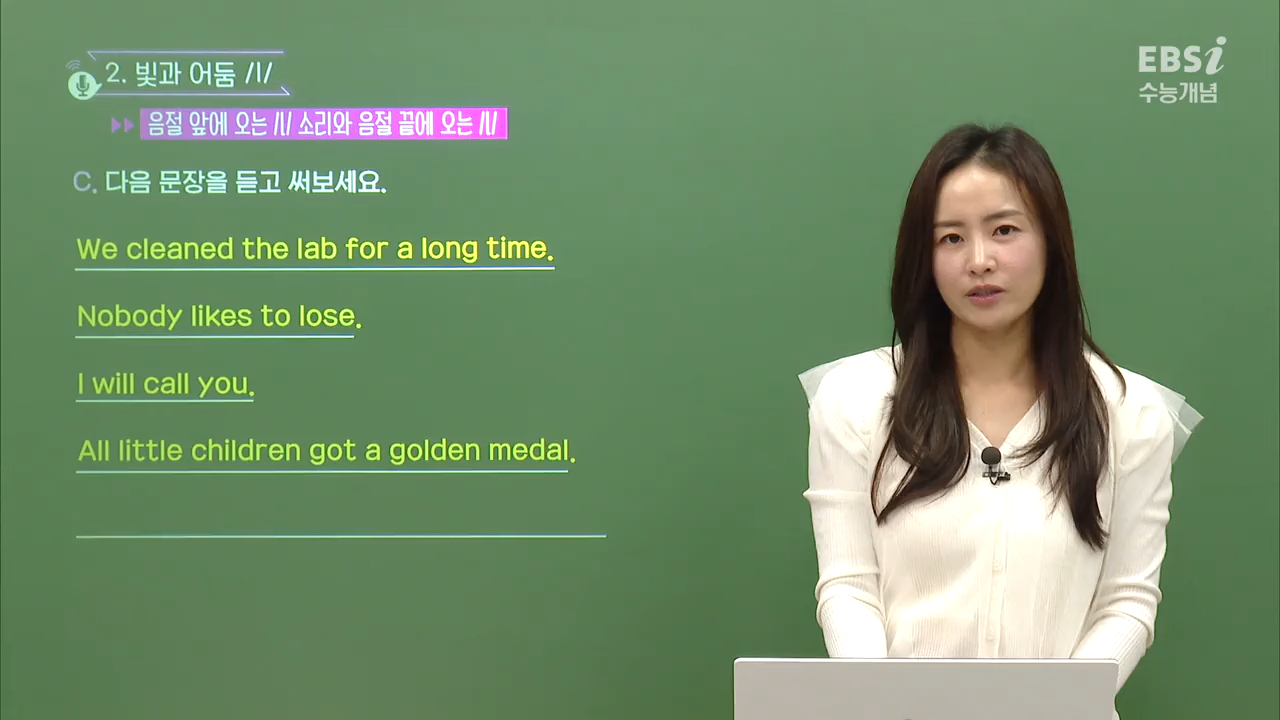 2. 빛과 어둠 /l/
음절 앞에 오는 /l/ 소리와 음절 끝에 오는 /l/
C. 다음 문장을 듣고 써보세요.
We cleaned the lab for a long time.
Nobody likes to lose.
I will call you.
All little children got a golden medal.
EBSi
수능개념